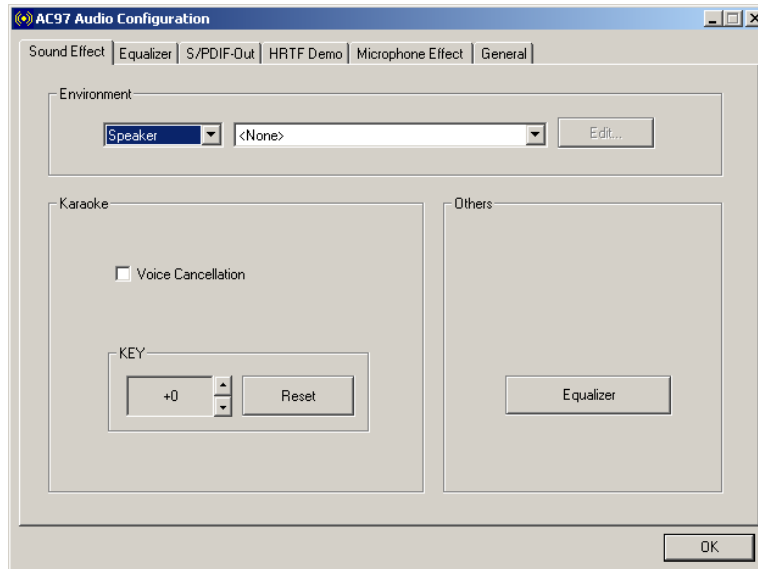 AC97 Audio Configuration
Sound Effect Equalizer S/PDIF-Out HRTF Demo Microphone Effect General
Environment
Speaker <None> Edit...
Karaoke
Voice Cancellation
KEY
+0 Reset
Others
Equalizer
OK